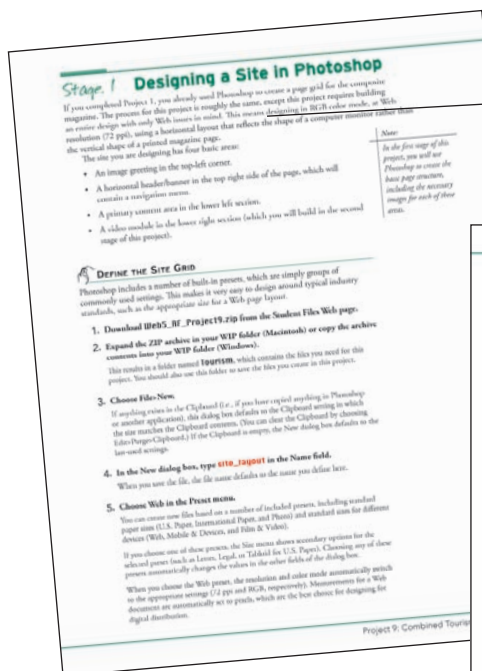 Stage 1 Designing a Site in Photoshop
If you completed Project 1, you already used Photoshop to create a page grid for the composite
magazine. The process for this project is roughly the same, except this project requires building
an entire design with only Web issues in mind. This means designing in RGB color mode, at Web
resolution (72 ppi), using a horizontal layout that reflects the shape of a computer monitor rather than
the vertical shape of a printed magazine page.
The site you are designing has four basic areas:
• An image greeting in the top-left corner.
• A horizontal header/banner in the top right side of the page, which will
contain a navigation menu.
• A primary content area in the lower left section.
• A video module in the lower right section (which you will build in the second
stage of this project).
Note:
In the first stage of this
project, you will use
Photoshop to create the
basic page structure,
including the necessary
images for each of these
areas.
DEFINE THE SITE GRID
Photoshop includes a number of built-in presets, which are simply groups of
commonly used settings. This makes it very easy to design around typical industry
standards, such as the appropriate size for a Web page layout.
1. Download Web5_RF_Project9.zip from the Student Files Web page.
2. Expand the ZIP archive in your WIP folder (Macintosh) or copy the archive
contents into your WIP folder (Windows).
This results in a folder named tourism, which contains the files you need for this
project. You should also use this folder to save the files you create in this project.
3. Choose File>New.
If anything exists in the Clipboard (i.e., if you have copied anything in Photoshop
or another application), this dialog box defaults to the Clipboard setting in which
the size matches the Clipboard contents. (You can clear the Clipboard by choosing
Edit>Purge>Clipboard.) If the Clipboard is empty, the New dialog box defaults to the
last-used settings.
4. In the New dialog box, type site_layout in the Name field.
When you save the file, the file name defaults to the name you define here.
5. Choose Web in the Preset menu.
You can create new files based on a number of included presets, including standard
paper sizes (U.S. Paper, International Paper, and Photo) and standard sizes for different
devices (Web, Mobile & Devices, and Film & Video).
If you choose one of these presets, the Size menu shows secondary options for the
selected preset (such as Letter, Legal, or Tabloid for U.S. Paper). Choosing any of these
presets automatically changes the values in the other fields of the dialog box.
When you choose the Web preset, the resolution and color mode automatically switch
to the appropriate settings (72 ppi and RGB, respectively). Measurements for a Web
document are automatically set to pixels, which are the best choice for designing for
digital distribution.
Project 9: Combined Touris